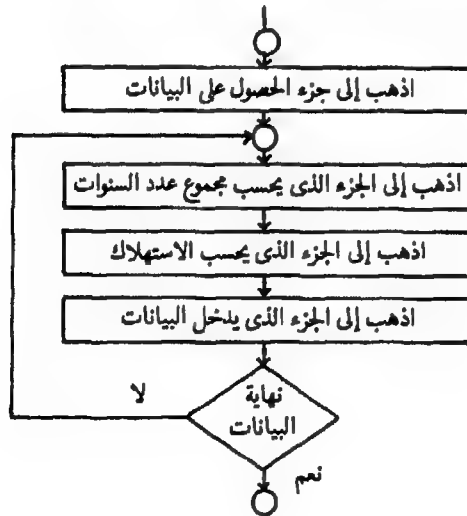 اذهب إلى جزء الحصول على البيانات
اذهب إلى الجزء الذى يحسب مجموع عدد السنوات
اذهب إلى الجزء الذى يحسب الاستهلاك
اذهب إلى الجزء الذى يدخل البيانات
نهاية
البيانات
لا
نعم